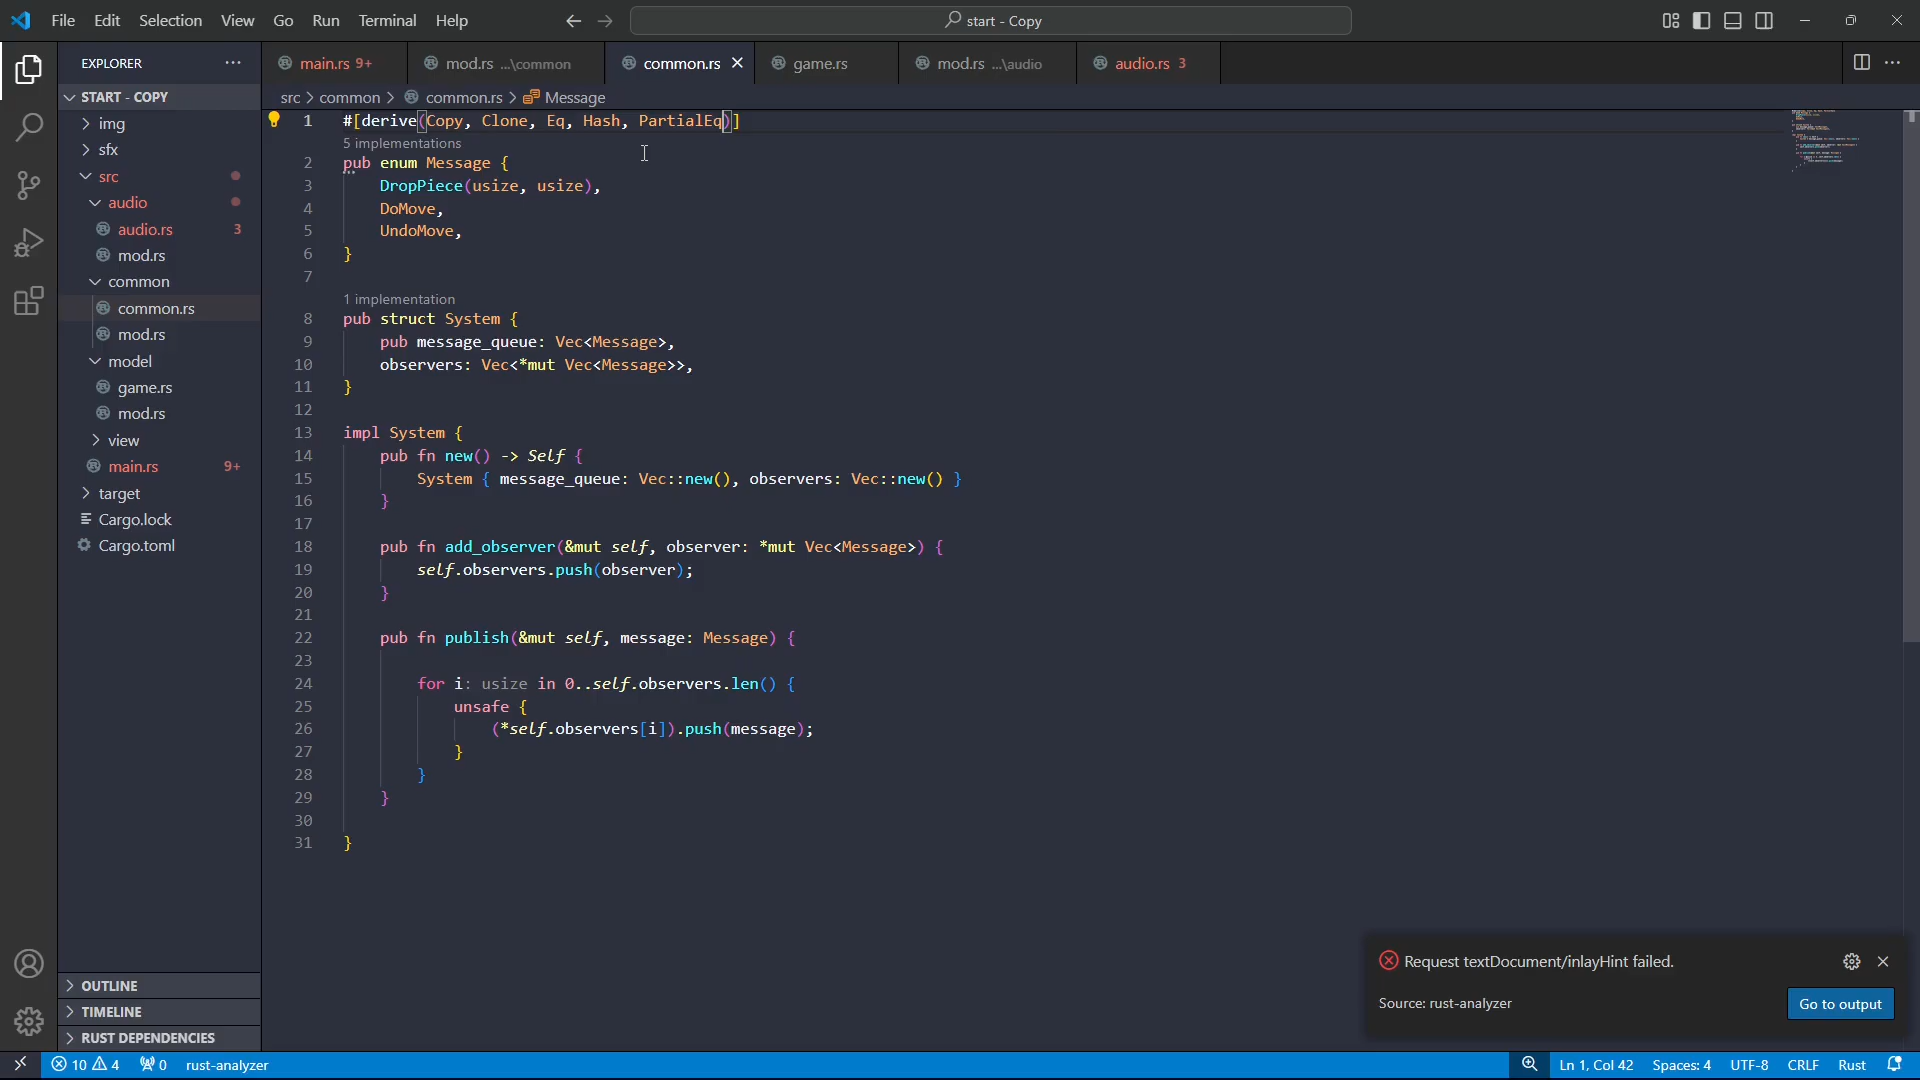 File Edit Selection View Go Run Terminal Help
start - Copy
EXPLORER
START - COPY
img
sfx
src
audio
audio.rs 3
mod.rs
common
common.rs
mod.rs
model
game.rs
mod.rs
view
main.rs 9+
target
Cargo.lock
Cargo.toml
OUTLINE
TIMELINE
RUST DEPENDENCIES
main.rs 9+ mod.rs ...\common common.rs game.rs mod.rs ...\audio audio.rs 3
src > common > common.rs > Message
1 #[derive(Copy, Clone, Eq, Hash, PartialEq)]
5 implementations
2 pub enum Message {
3 DropPiece(usize, usize),
4 DoMove,
5 UndoMove,
6 }
7
1 implementation
8 pub struct System {
9 pub message_queue: Vec<Message>,
10 observers: Vec<*mut Vec<Message>>,
11 }
12
13 impl System {
14 pub fn new() -> Self {
15 System { message_queue: Vec::new(), observers: Vec::new() }
16 }
17
18 pub fn add_observer(&mut self, observer: *mut Vec<Message>) {
19 self.observers.push(observer);
20 }
21
22 pub fn publish(&mut self, message: Message) {
23
24 for i: usize in 0..self.observers.len() {
25 unsafe {
26 (*self.observers[i]).push(message);
27 }
28 }
29 }
30
31 }
Request textDocument/inlayHint failed.
Source: rust-analyzer
Go to output
10 4 0 rust-analyzer
Ln 1, Col 42 Spaces: 4 UTF-8 CRLF Rust